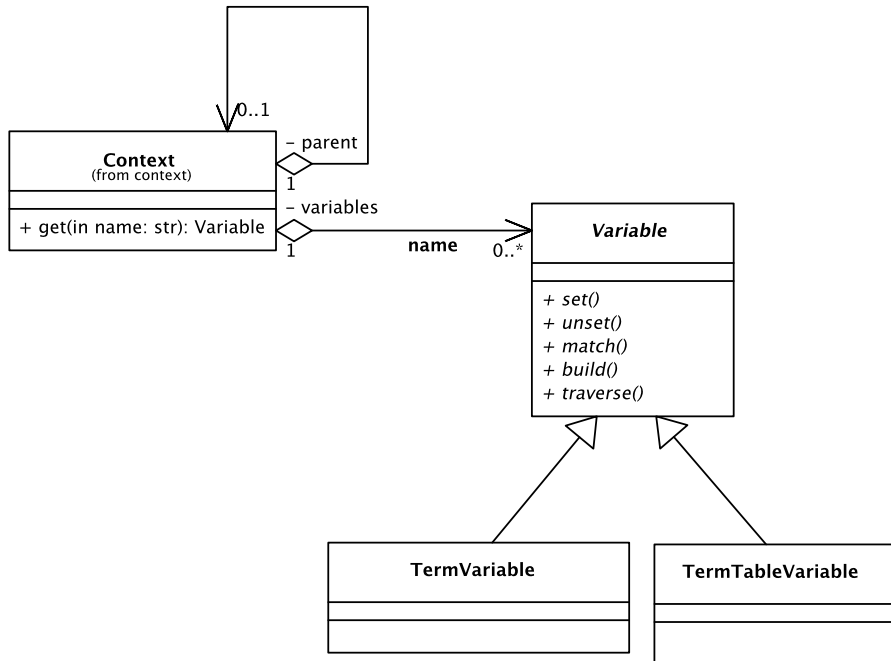 0..1
– parent
Context
(from context)
1
– variables
+ get(in name: str): Variable
1
name
0..*
Variable
+ set()
+ unset()
+ match()
+ build()
+ traverse()
TermVariable
TermTableVariable